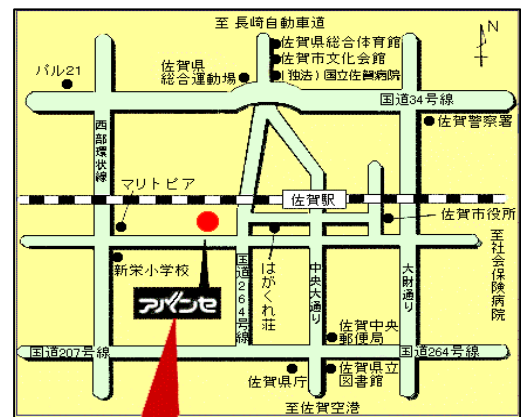 至 長崎自動車道
N
佐賀県総合体育館
佐賀市文化会館
(独法)国立佐賀病院
佐賀県
総合運動場
パル21
国道34号線
佐賀警察署
西部環状線
マリトピア
佐賀駅
佐賀市役所
新栄小学校
アバンセ
国道264号線
はがくれ荘
中央大通り
大財通り
至社会保険病院
佐賀中央
郵便局
国道207号線
国道264号線
佐賀県庁
佐賀県立
図書館
至佐賀空港